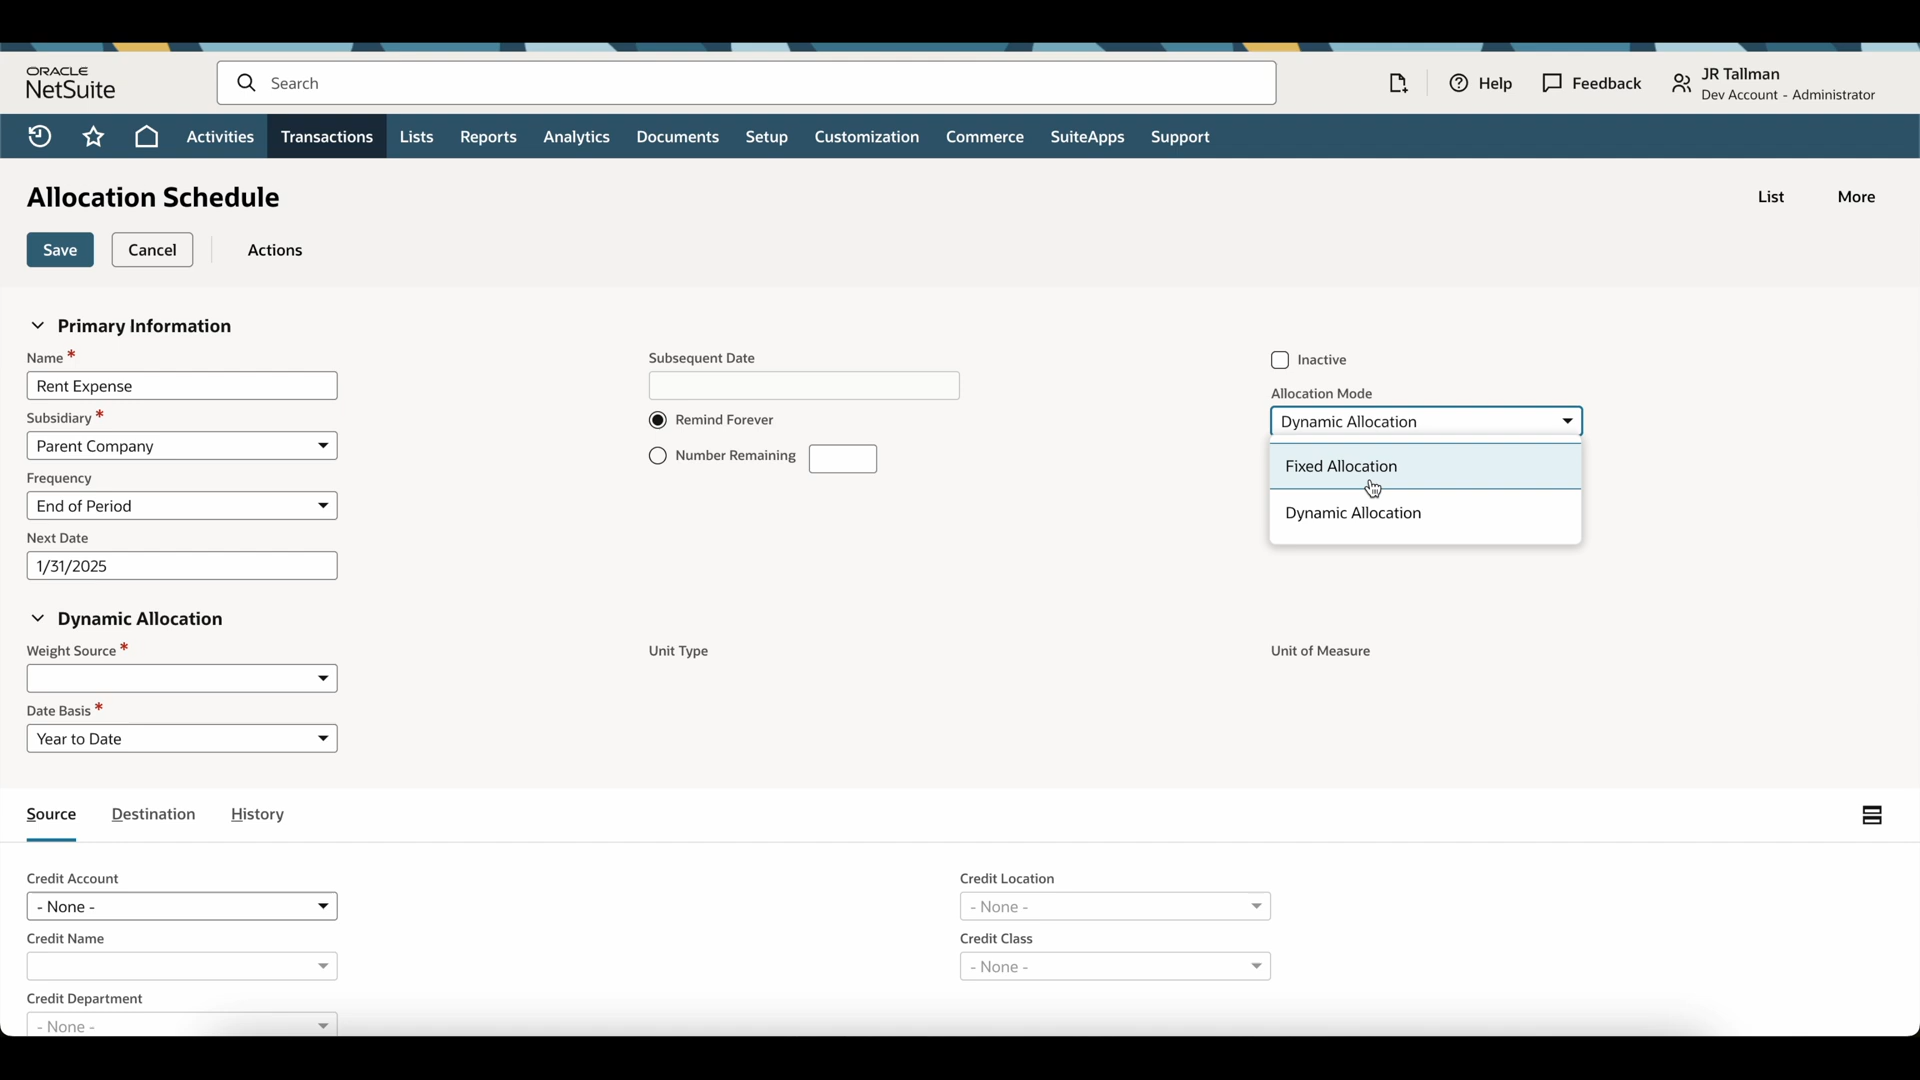 ORACLE
NetSuite
Search
Help
Feedback
JR Tallman
Dev Account - Administrator
Activities
Transactions
Lists
Reports
Analytics
Documents
Setup
Customization
Commerce
SuiteApps
Support
Allocation Schedule
List
More
Save
Cancel
Actions
Primary Information
Name *
Rent Expense
Subsidiary *
Parent Company
Frequency
End of Period
Next Date
1/31/2025
Subsequent Date
Remind Forever
Number Remaining
Inactive
Allocation Mode
Dynamic Allocation
Fixed Allocation
Dynamic Allocation
Dynamic Allocation
Weight Source *
Unit Type
Unit of Measure
Date Basis *
Year to Date
Source
Destination
History
Credit Account
- None -
Credit Name
Credit Department
- None -
Credit Location
- None -
Credit Class
- None -